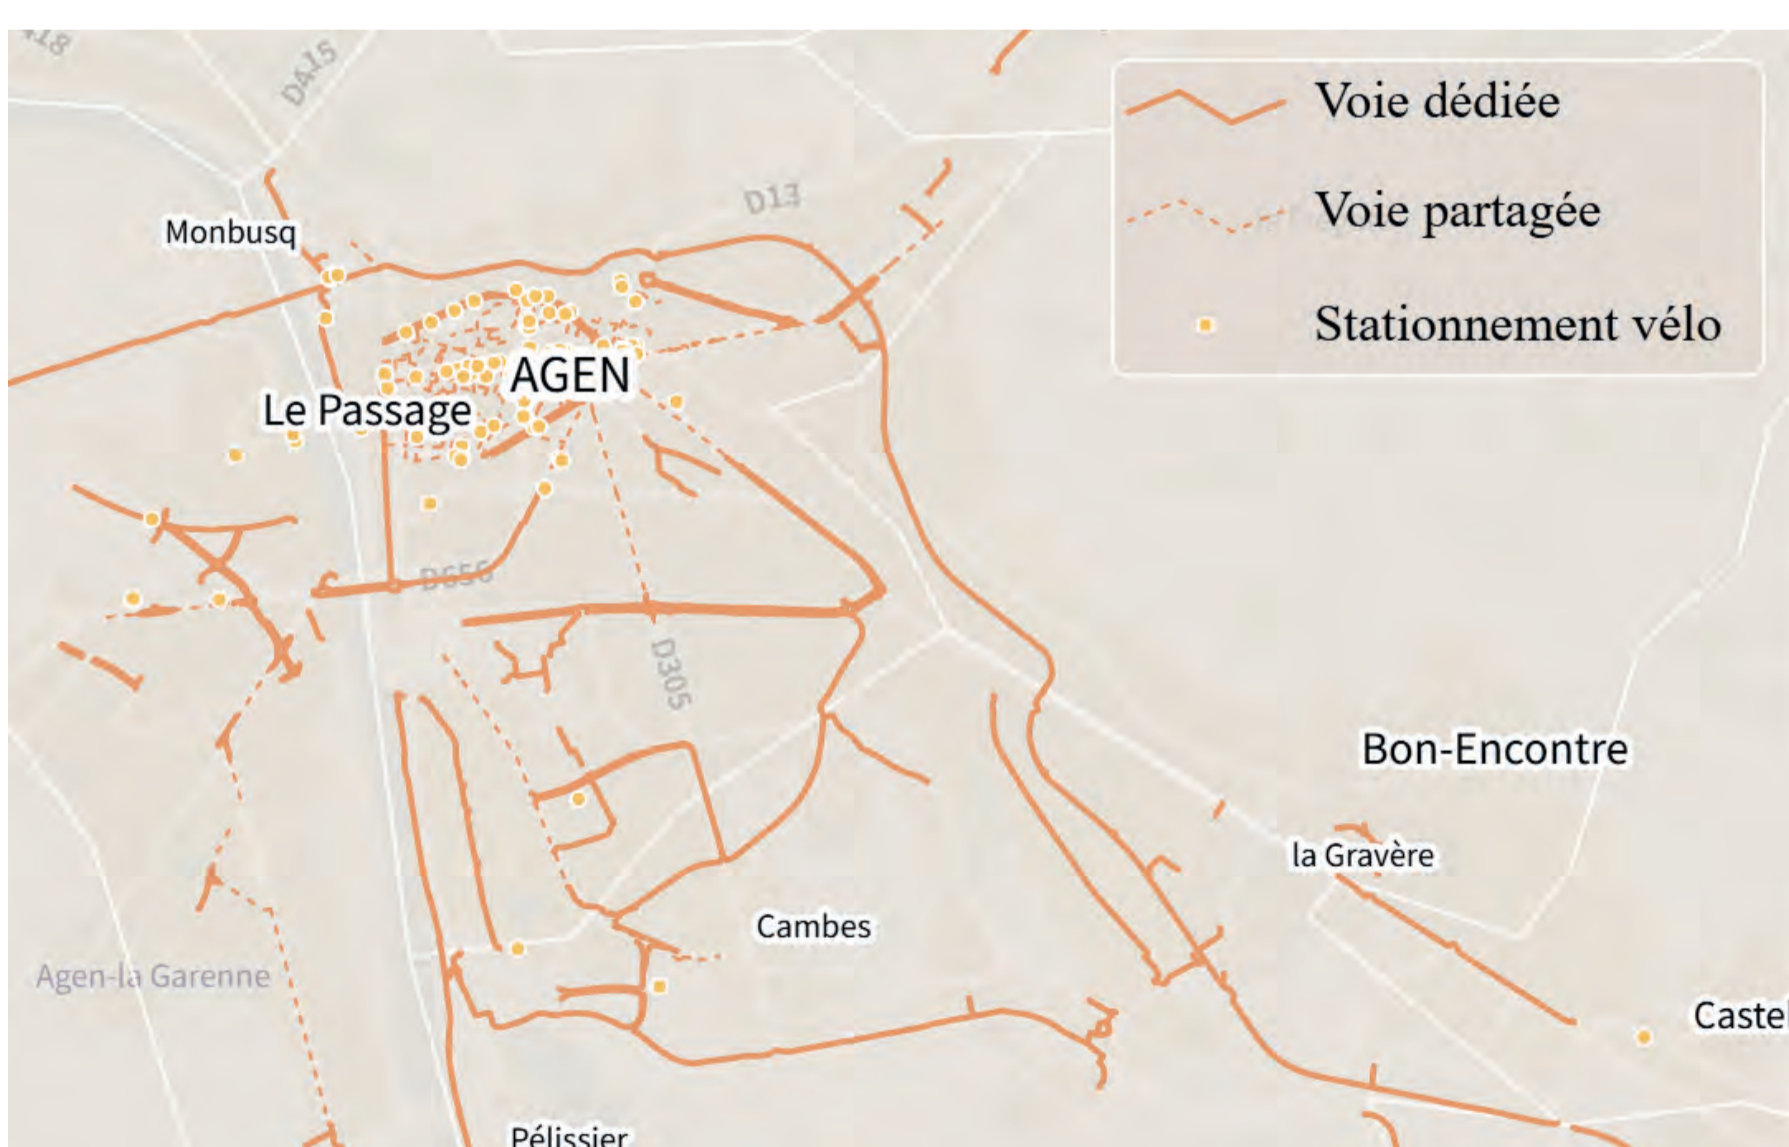 D415
Voie dédiée
Voie partagée
Stationnement vélo
D13
Monbusq
AGEN
Le Passage
D656
D305
Bon-Encontre
la Gravère
Cambes
Agen-la Garenne
Castel
Pélissier